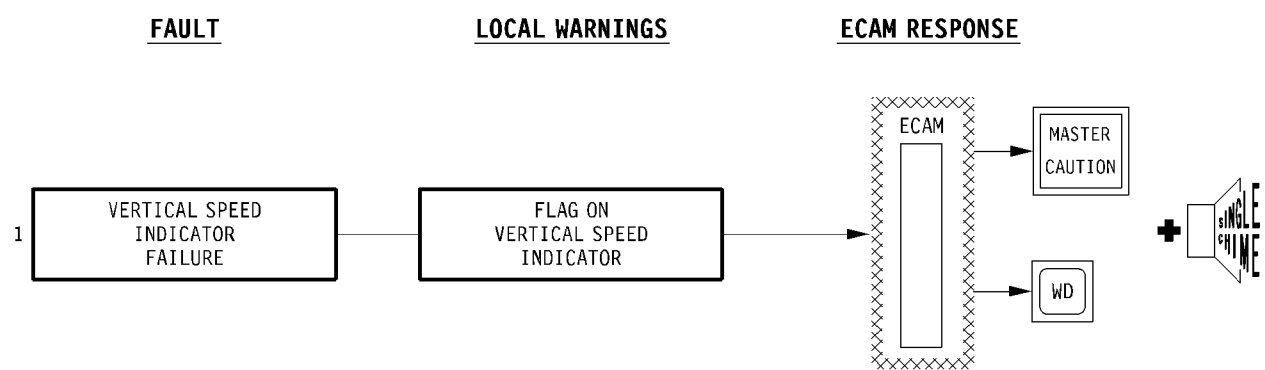 FAULT
LOCAL WARNINGS
ECAM RESPONSE
ECAM
MASTER
CAUTION
1
VERTICAL SPEED
INDICATOR
FAILURE
FLAG ON
VERTICAL SPEED
INDICATOR
SINGLE
CHIME
WD